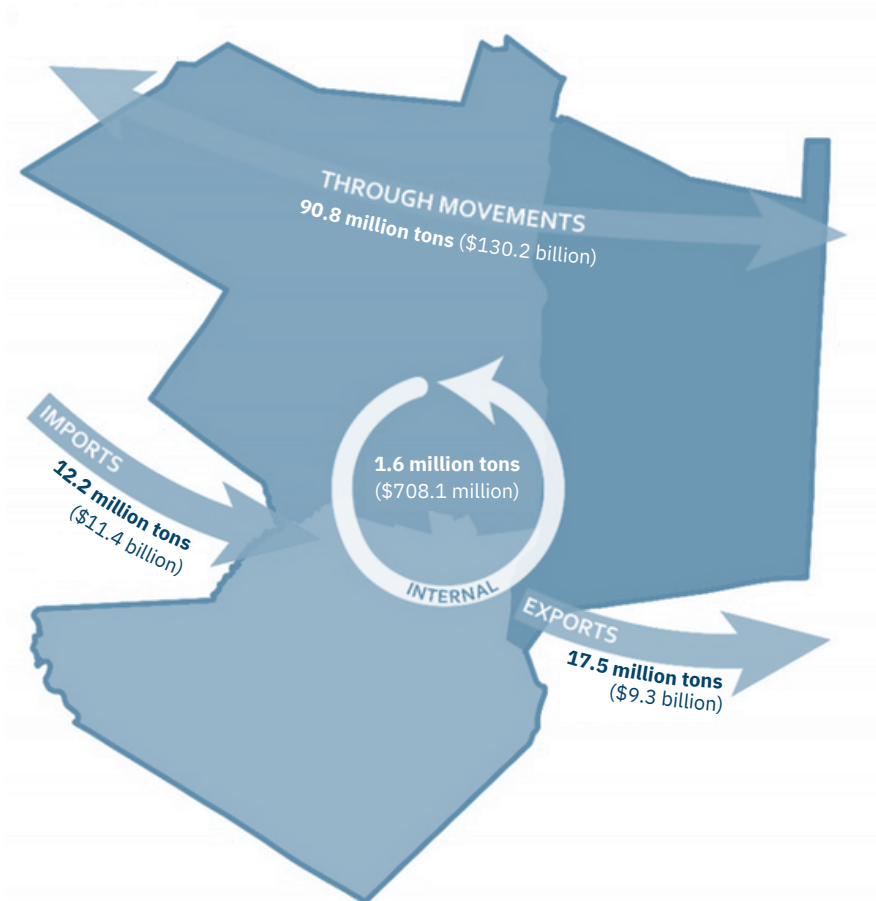 THROUGH MOVEMENTS
90.8 million tons ($130.2 billion)
IMPORTS
12.2 million tons
($11.4 billion)
1.6 million tons
($708.1 million)
INTERNAL
EXPORTS
17.5 million tons
($9.3 billion)